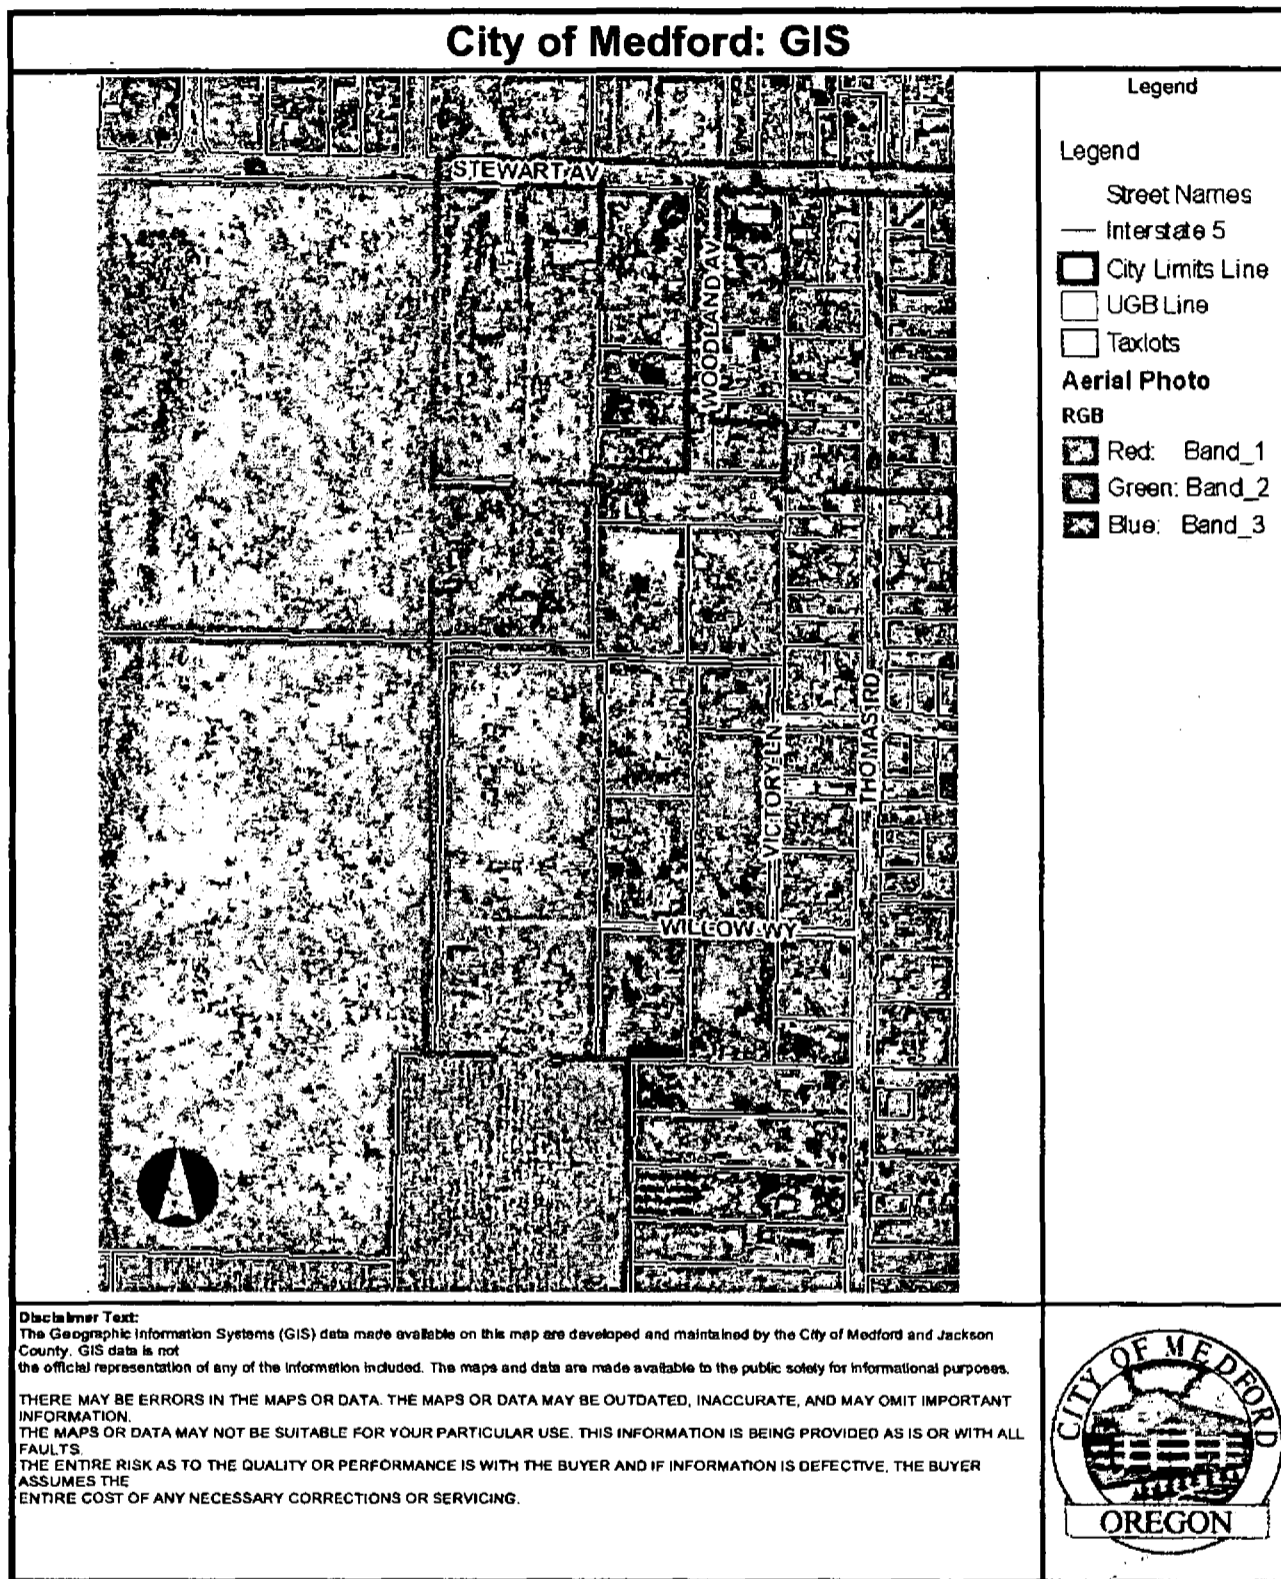 City of Medford: GIS
STEWART AV
WOODLAND AV
VICTORY LN
THOMAS RD
WILLOW WY
Legend
Legend
Street Names
Interstate 5
City Limits Line
UGB Line
Taxlots
Aerial Photo
RGB
Red: Band_1
Green: Band_2
Blue: Band_3
Disclaimer Text:
The Geographic Information Systems (GIS) data made available on this map are developed and maintained by the City of Medford and Jackson
County. GIS data is not
the official representation of any of the information included. The maps and data are made available to the public solely for informational purposes.
THERE MAY BE ERRORS IN THE MAPS OR DATA. THE MAPS OR DATA MAY BE OUTDATED, INACCURATE, AND MAY OMIT IMPORTANT
INFORMATION.
THE MAPS OR DATA MAY NOT BE SUITABLE FOR YOUR PARTICULAR USE. THIS INFORMATION IS BEING PROVIDED AS IS OR WITH ALL
FAULTS.
THE ENTIRE RISK AS TO THE QUALITY OR PERFORMANCE IS WITH THE BUYER AND IF INFORMATION IS DEFECTIVE, THE BUYER
ASSUMES THE
ENTIRE COST OF ANY NECESSARY CORRECTIONS OR SERVICING.
CITY OF MEDFORD
OREGON